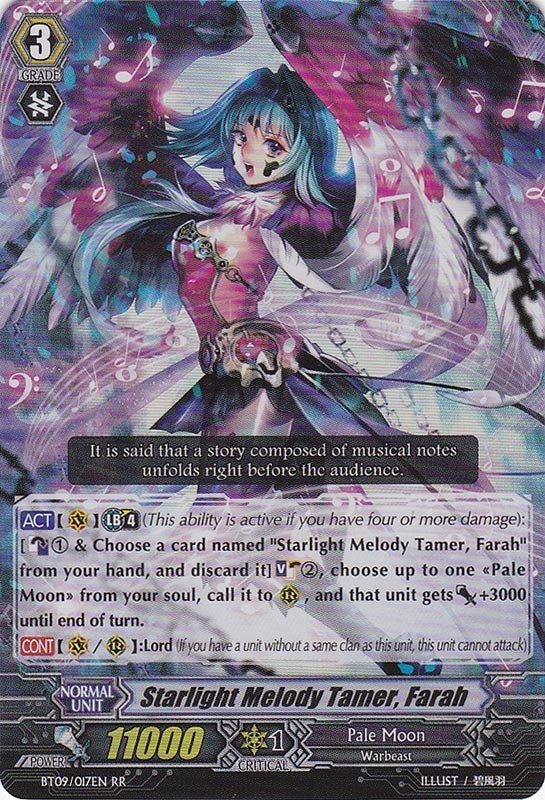 3
GRADE
It is said that a story composed of musical notes
unfolds right before the audience.
ACT【 】LB4 (This ability is active if you have four or more damage):
[ ① & Choose a card named "Starlight Melody Tamer, Farah"
from your hand, and discard it] V ②, choose up to one «Pale
Moon» from your soul, call it to R , and that unit gets +3000
until end of turn.
CONT【 V / R 】:Lord (If you have a unit without a same clan as this unit, this unit cannot attack)
NORMAL
UNIT
Starlight Melody Tamer, Farah
POWER
11000
1
CRITICAL
Pale Moon
Warbeast
BT09/017EN RR
ILLUST / 碧風羽